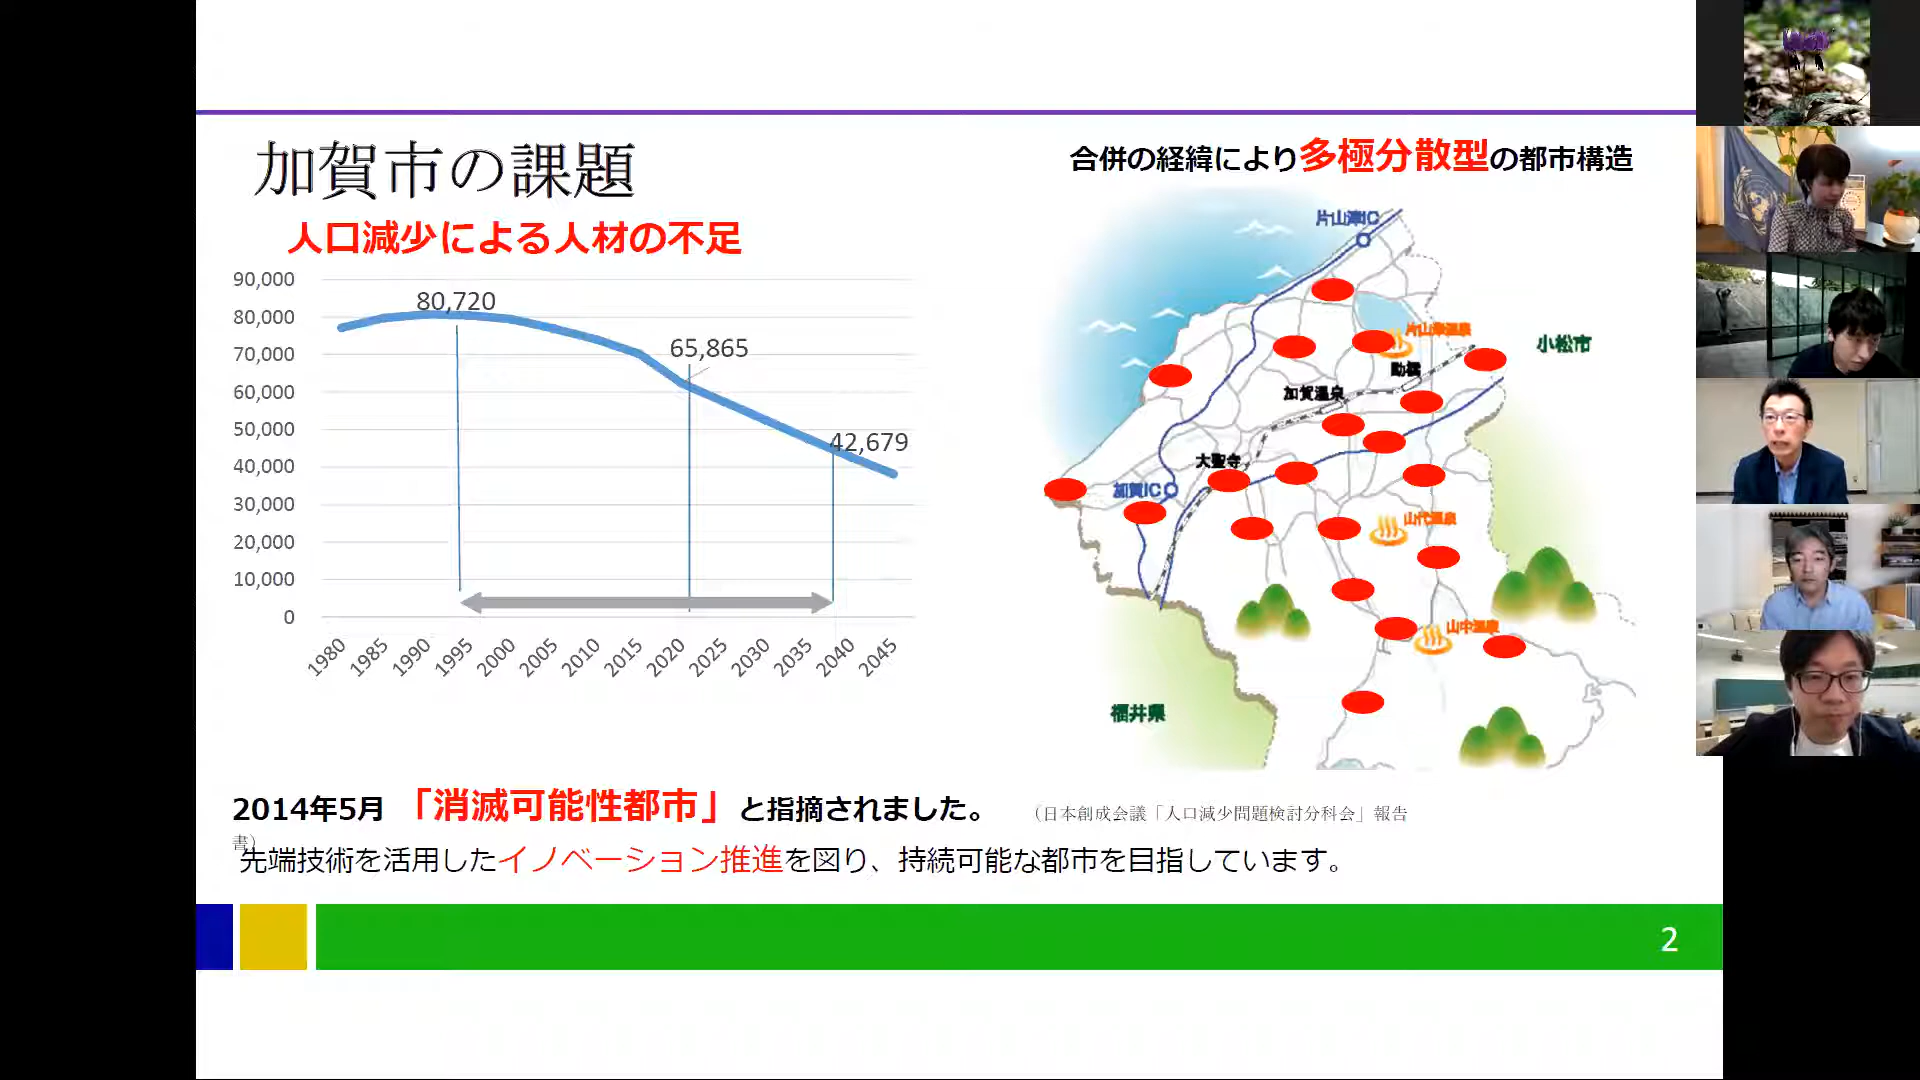 加賀市の課題
人口減少による人材の不足
90,000
80,000
70,000
60,000
50,000
40,000
30,000
20,000
10,000
0
80,720
65,865
42,679
1980
1985
1990
1995
2000
2005
2010
2015
2020
2025
2030
2035
2040
2045
合併の経緯により多極分散型の都市構造
片山津IC
片山津温泉
小松市
動橋
加賀温泉
大聖寺
加賀IC
山代温泉
山中温泉
福井県
2014年5月 「消滅可能性都市」と指摘されました。 （日本創成会議「人口減少問題検討分科会」報告
書）
先端技術を活用したイノベーション推進を図り、持続可能な都市を目指しています。
2